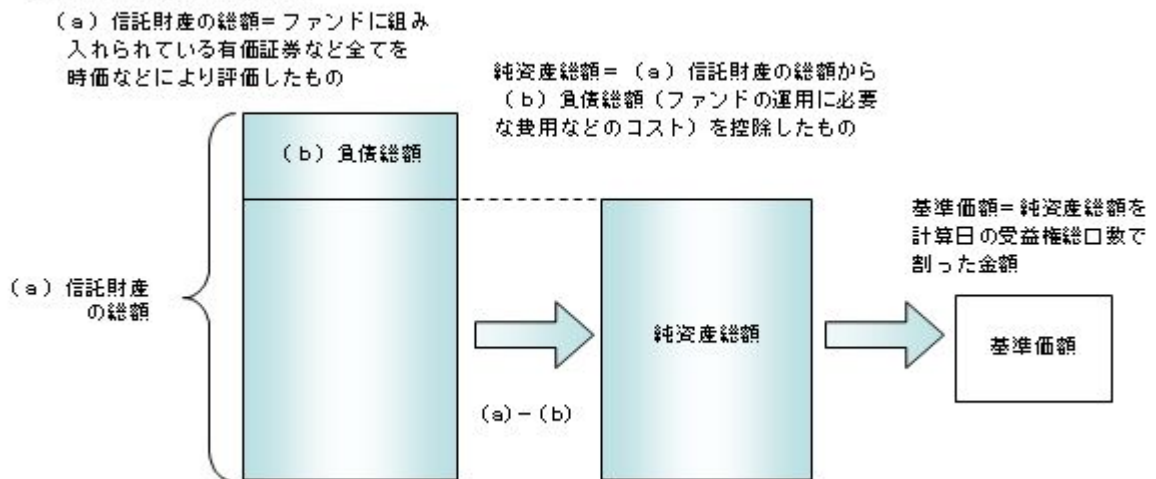 （a）信託財産の総額＝ファンドに組み
入れられている有価証券など全てを
時価などにより評価したもの
純資産総額＝（a）信託財産の総額から
（b）負債総額（ファンドの運用に必要
な費用などのコスト）を控除したもの
（b）負債総額
基準価額＝純資産総額を
計算日の受益権総口数で
割った金額
（a）信託財産
の総額
純資産総額
基準価額
（a）－（b）